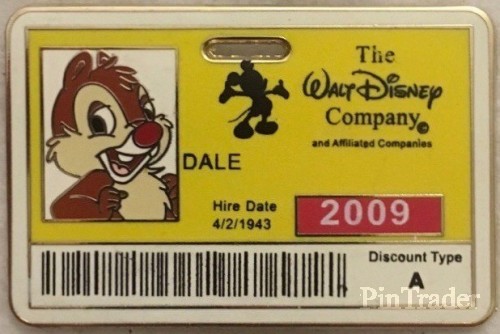 The
WALT DISNEY
Company©
and Affiliated Companies
DALE
Hire Date
4/2/1943
2009
Discount Type
A
PinTrader